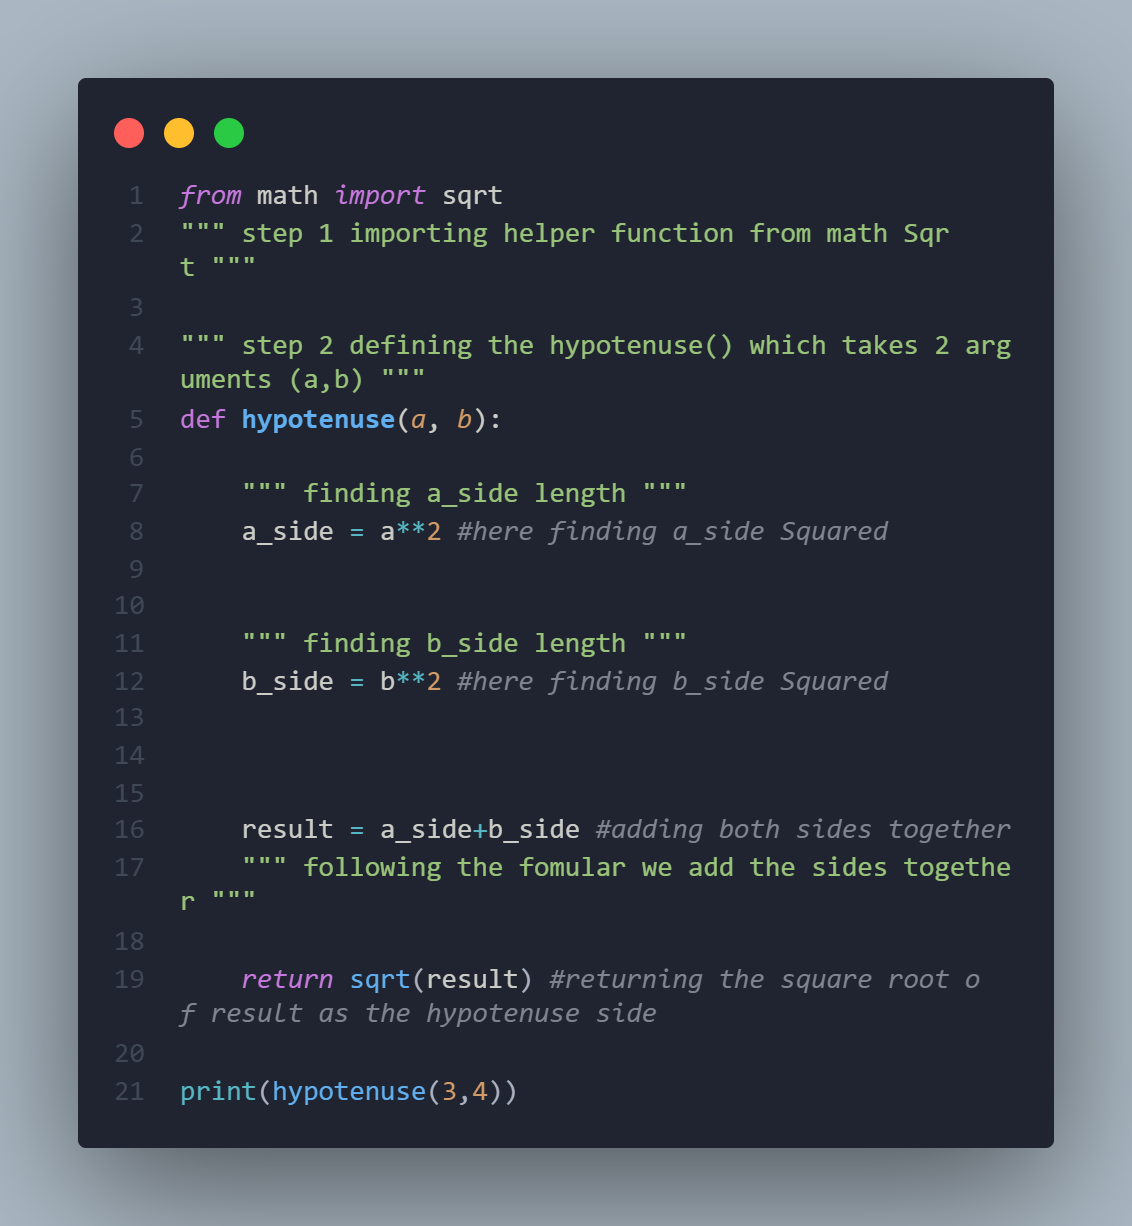 1 from math import sqrt
2 """ step 1 importing helper function from math Sqr
t """
3
4 """ step 2 defining the hypotenuse() which takes 2 arg
uments (a,b) """
5 def hypotenuse(a, b):
6
7     """ finding a_side length """
8     a_side = a**2 #here finding a_side Squared
9
10
11     """ finding b_side length """
12     b_side = b**2 #here finding b_side Squared
13
14
15
16     result = a_side+b_side #adding both sides together
17     """ following the fomular we add the sides togethe
r """
18
19     return sqrt(result) #returning the square root o
f result as the hypotenuse side
20
21 print(hypotenuse(3,4))